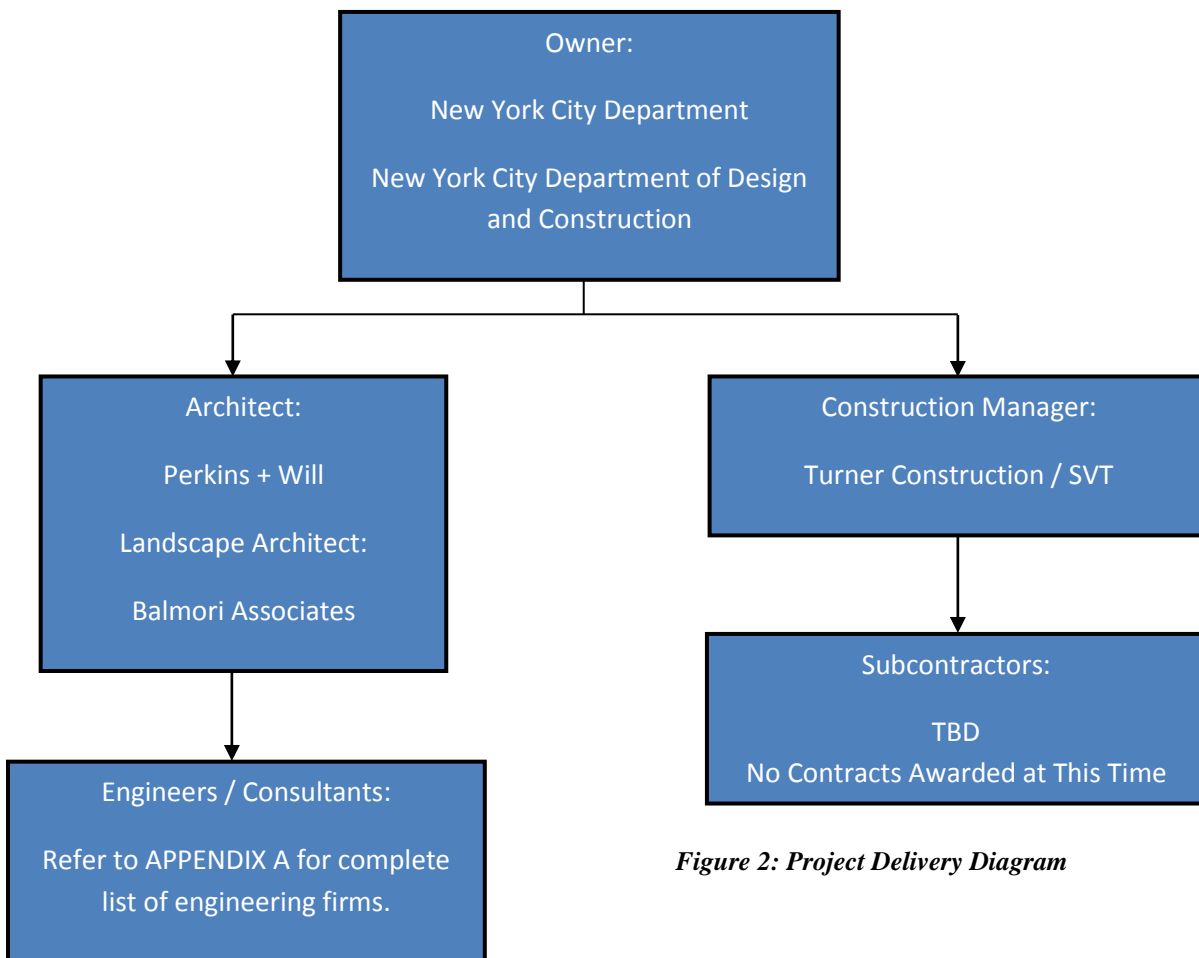 Owner:
New York City Department
New York City Department of Design
and Construction
Architect:
Perkins + Will
Landscape Architect:
Balmori Associates
Construction Manager:
Turner Construction / SVT
Subcontractors:
TBD
No Contracts Awarded at This Time
Engineers / Consultants:
Refer to APPENDIX A for complete
list of engineering firms.
Figure 2: Project Delivery Diagram